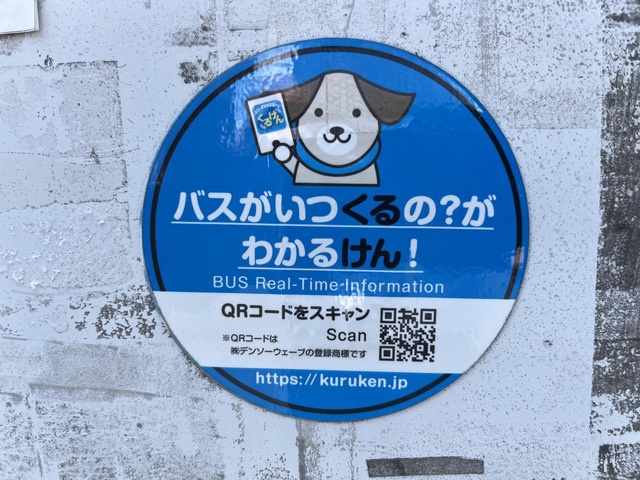 くる
けん
バスがいつくるの?が
わかるけん!
BUS Real-Time Information
QRコードをスキャン
Scan
※QRコードは
㈱デンソーウェーブの登録商標です
https://kuruken.jp